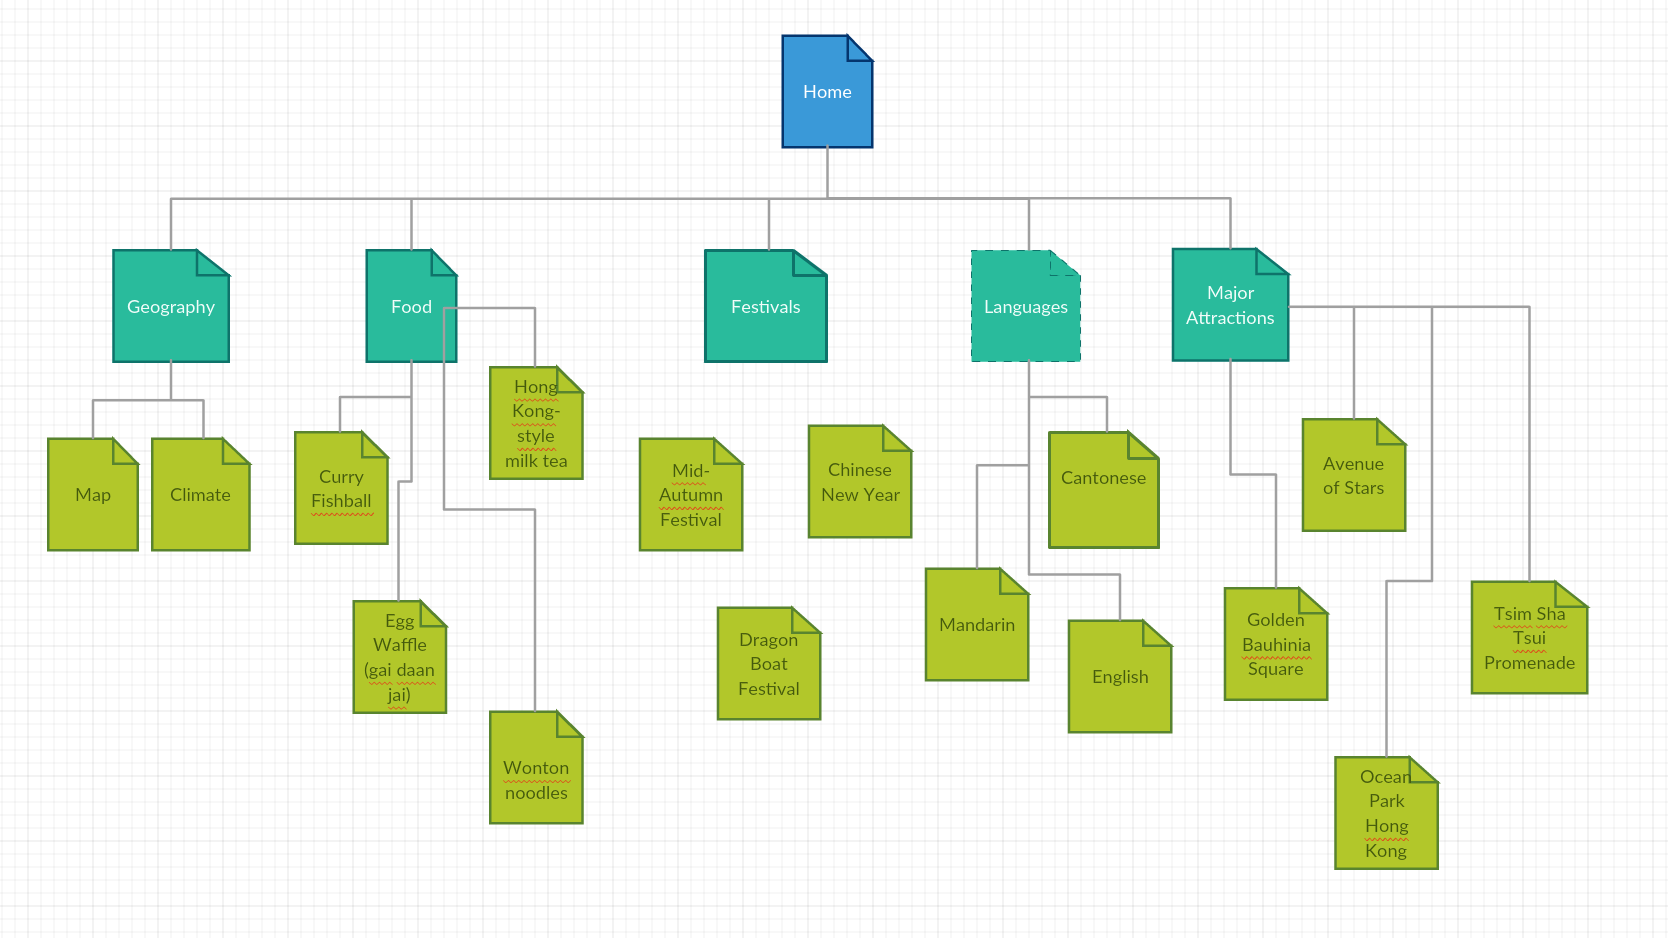 Home
Geography
Food
Festivals
Languages
Major
Attractions
Hong
Kong-
style
milk tea
Map
Climate
Curry
Fishball
Mid-
Autumn
Festival
Chinese
New Year
Cantonese
Avenue
of Stars
Egg
Waffle
(gai daan
jai)
Dragon
Boat
Festival
Mandarin
English
Golden
Bauhinia
Square
Tsim Sha
Tsui
Promenade
Wonton
noodles
Ocean
Park
Hong
Kong